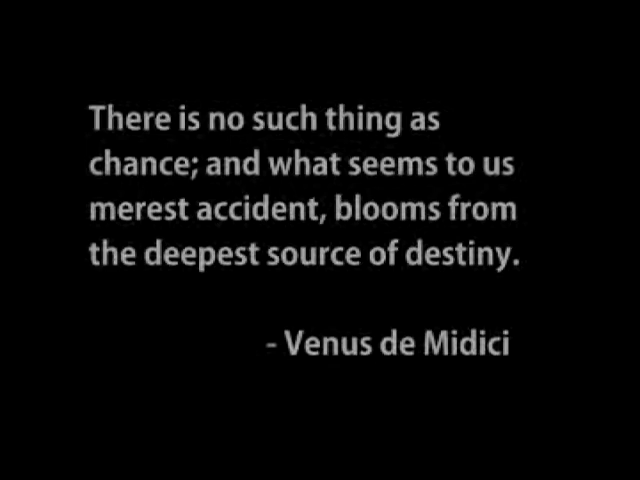 There is no such thing as
chance; and what seems to us
merest accident, blooms from
the deepest source of destiny.
- Venus de Midici